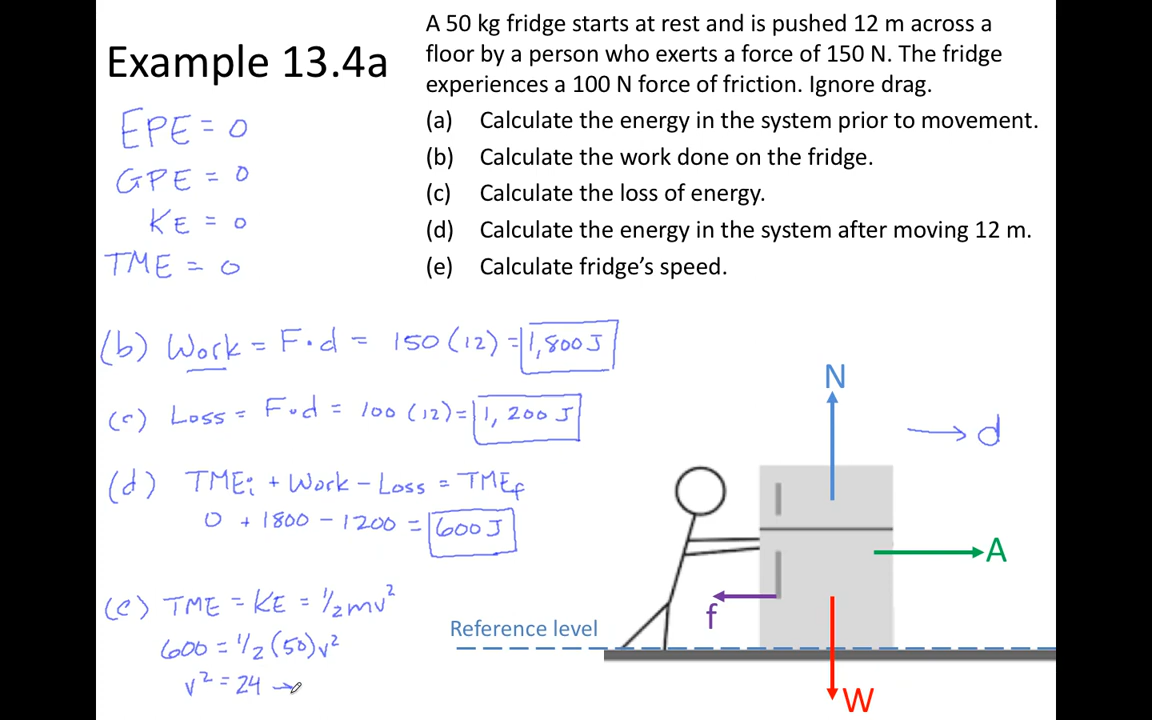 Example 13.4a
A 50 kg fridge starts at rest and is pushed 12 m across a
floor by a person who exerts a force of 150 N. The fridge
experiences a 100 N force of friction. Ignore drag.
(a) Calculate the energy in the system prior to movement.
(b) Calculate the work done on the fridge.
(c) Calculate the loss of energy.
(d) Calculate the energy in the system after moving 12 m.
(e) Calculate fridge's speed.
EPE = 0
GPE = 0
KE = 0
TME = 0
(b) Work = F·d = 150 (12) = 1,800 J
(c) Loss = F·d = 100 (12) = 1,200 J
(d) TMEi + Work - Loss = TMEf
0 + 1800 - 1200 = 600 J
(e) TME = KE = 1/2 mv²
600 = 1/2 (50) v²
v² = 24 →
N
→ d
A
f
Reference level
W